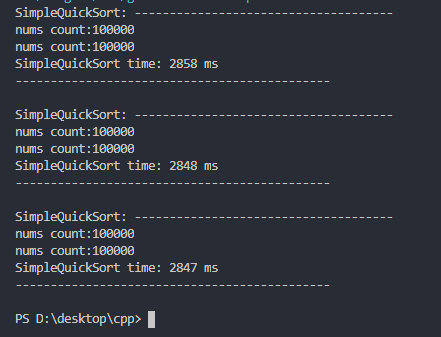 SimpleQuickSort: -------------------------------------
nums count:100000
nums count:100000
SimpleQuickSort time: 2858 ms
---------------------------------------------

SimpleQuickSort: -------------------------------------
nums count:100000
nums count:100000
SimpleQuickSort time: 2848 ms
---------------------------------------------

SimpleQuickSort: -------------------------------------
nums count:100000
nums count:100000
SimpleQuickSort time: 2847 ms
---------------------------------------------

PS D:\desktop\cpp>